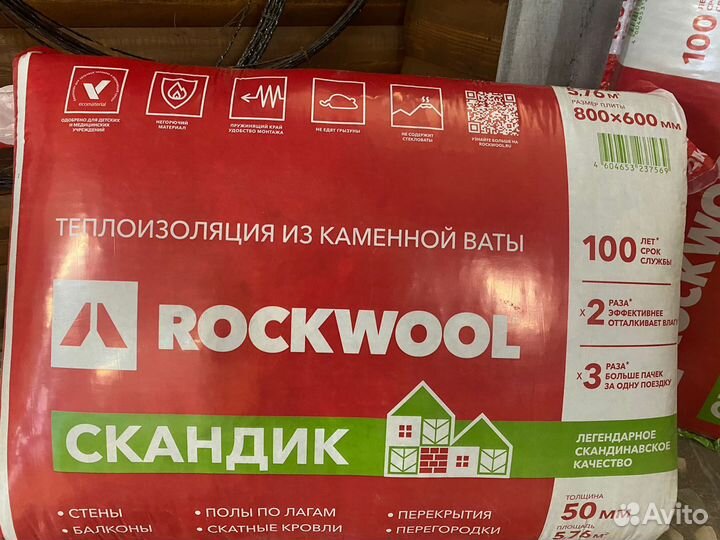 ecomaterial
ОДОБРЕНО ДЛЯ ДЕТСКИХ
И МЕДИЦИНСКИХ
УЧРЕЖДЕНИЙ
НЕГОРЮЧИЙ
МАТЕРИАЛ
ПРУЖИНЯЩИЙ КРАЙ
УДОБСТВО МОНТАЖА
НЕ ЕДЯТ ГРЫЗУНЫ
НЕ СОДЕРЖИТ
СТЕКЛОВАТЫ
УЗНАЙТЕ БОЛЬШЕ НА
ROCKWOOL.RU
5.76 м²
РАЗМЕР ПЛИТЫ
800×600 мм
4 604653 237569
ТЕПЛОИЗОЛЯЦИЯ ИЗ КАМЕННОЙ ВАТЫ
ROCKWOOL
100 ЛЕТ*
СРОК
СЛУЖБЫ
х 2 РАЗА*
ЭФФЕКТИВНЕЕ
ОТТАЛКИВАЕТ ВЛАГУ
х 3 РАЗА*
БОЛЬШЕ ПАЧЕК
ЗА ОДНУ ПОЕЗДКУ
СКАНДИК
ЛЕГЕНДАРНОЕ
СКАНДИНАВСКОЕ
КАЧЕСТВО
• СТЕНЫ
• БАЛКОНЫ
• ПОЛЫ ПО ЛАГАМ
• СКАТНЫЕ КРОВЛИ
• ПЕРЕКРЫТИЯ
• ПЕРЕГОРОДКИ
ТОЛЩИНА
50 мм
ПЛОЩАДЬ
5.76 м²
100
ROCKWOOL
Avito